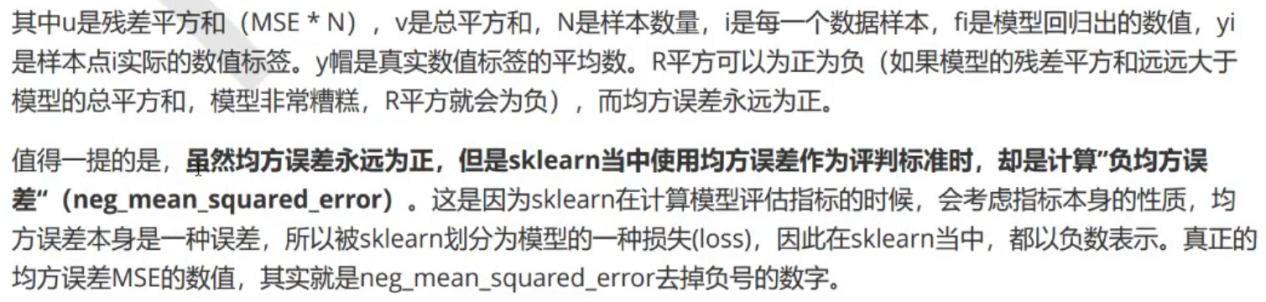 其中u是残差平方和（MSE * N），v是总平方和，N是样本数量，i是每一个数据样本，fi是模型回归出的数值，yi
是样本点i实际的数值标签。y帽是真实数值标签的平均数。R平方可以为正为负（如果模型的残差平方和远远大于
模型的总平方和，模型非常糟糕，R平方就会为负），而均方误差永远为正。
值得一提的是，虽然均方误差永远为正，但是sklearn当中使用均方误差作为评判标准时，却是计算”负均方误
差“（neg_mean_squared_error）。这是因为sklearn在计算模型评估指标的时候，会考虑指标本身的性质，均
方误差本身是一种误差，所以被sklearn划分为模型的一种损失(loss)，因此在sklearn当中，都以负数表示。真正的
均方误差MSE的数值，其实就是neg_mean_squared_error去掉负号的数字。